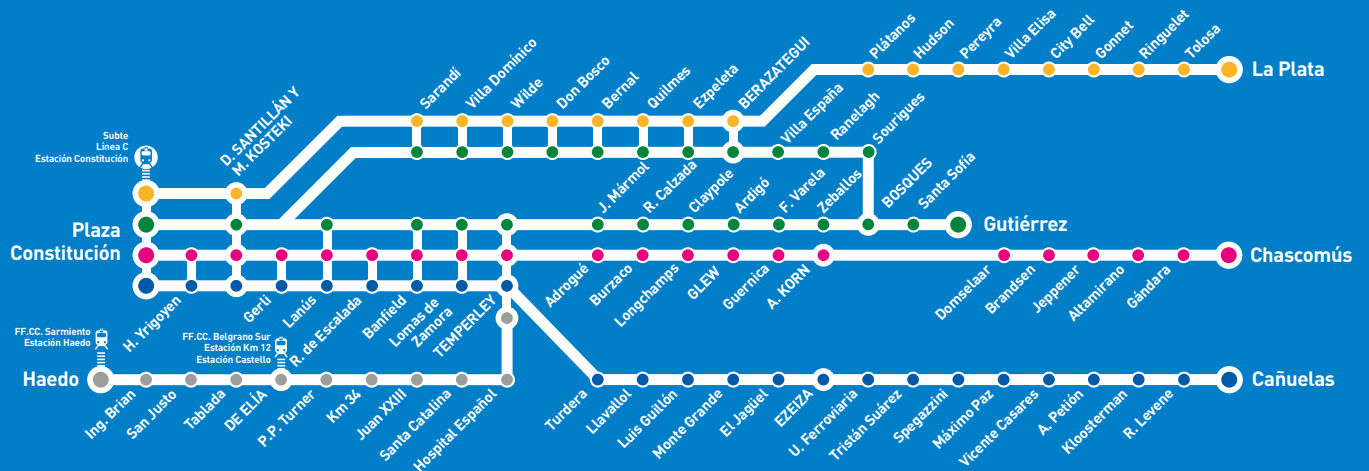 Plátanos
Hudson
Pereyra
Villa Elisa
City Bell
Gonnet
Ringuelet
Tolosa
La Plata
Sarandí
Villa Domínico
Wilde
Don Bosco
Bernal
Quilmes
Ezpeleta
BERAZATEGUI
Villa España
Ranelagh
Sourigues
Subte
Línea C
Estación Constitución
D. SANTILLÁN Y
M. KOSTEKI
J. Mármol
R. Calzada
Claypole
Ardigó
F. Varela
Zeballos
BOSQUES
Santa Sofía
Gutiérrez
Plaza
Constitución
Chascomús
H. Yrigoyen
Gerli
Lanús
R. de Escalada
Banfield
Lomas de
Zamora
TEMPERLEY
Adrogué
Burzaco
Longchamps
GLEW
Guernica
A. KORN
Domselaar
Brandsen
Jeppener
Altamirano
Gándara
FF.CC. Sarmiento
Estación Haedo
FF.CC. Belgrano Sur
Estación Km 12
Estación Castello
Haedo
Ing. Brian
San Justo
Tablada
DE ELÍA
P.P. Turner
Km 34
Juan XXIII
Santa Catalina
Hospital Español
Turdera
Llavallol
Luis Guillón
Monte Grande
El Jagüel
EZEIZA
U. Ferroviaria
Tristán Suárez
Spegazzini
Máximo Paz
Vicente Casares
A. Petión
Kloosterman
R. Levene
Cañuelas